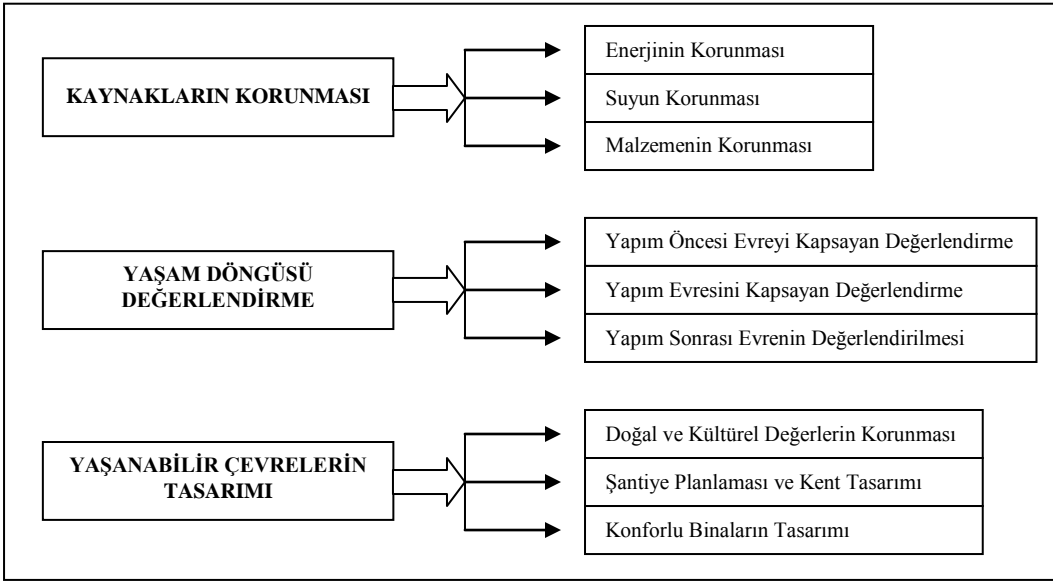 KAYNAKLARIN KORUNMASI
Enerjinin Korunması
Suyun Korunması
Malzemenin Korunması
YAŞAM DÖNGÜSÜ
DEĞERLENDİRME
Yapım Öncesi Evreyi Kapsayan Değerlendirme
Yapım Evresini Kapsayan Değerlendirme
Yapım Sonrası Evrenin Değerlendirilmesi
YAŞANABİLİR ÇEVRELERİN
TASARIMI
Doğal ve Kültürel Değerlerin Korunması
Şantiye Planlaması ve Kent Tasarımı
Konforlu Binaların Tasarımı